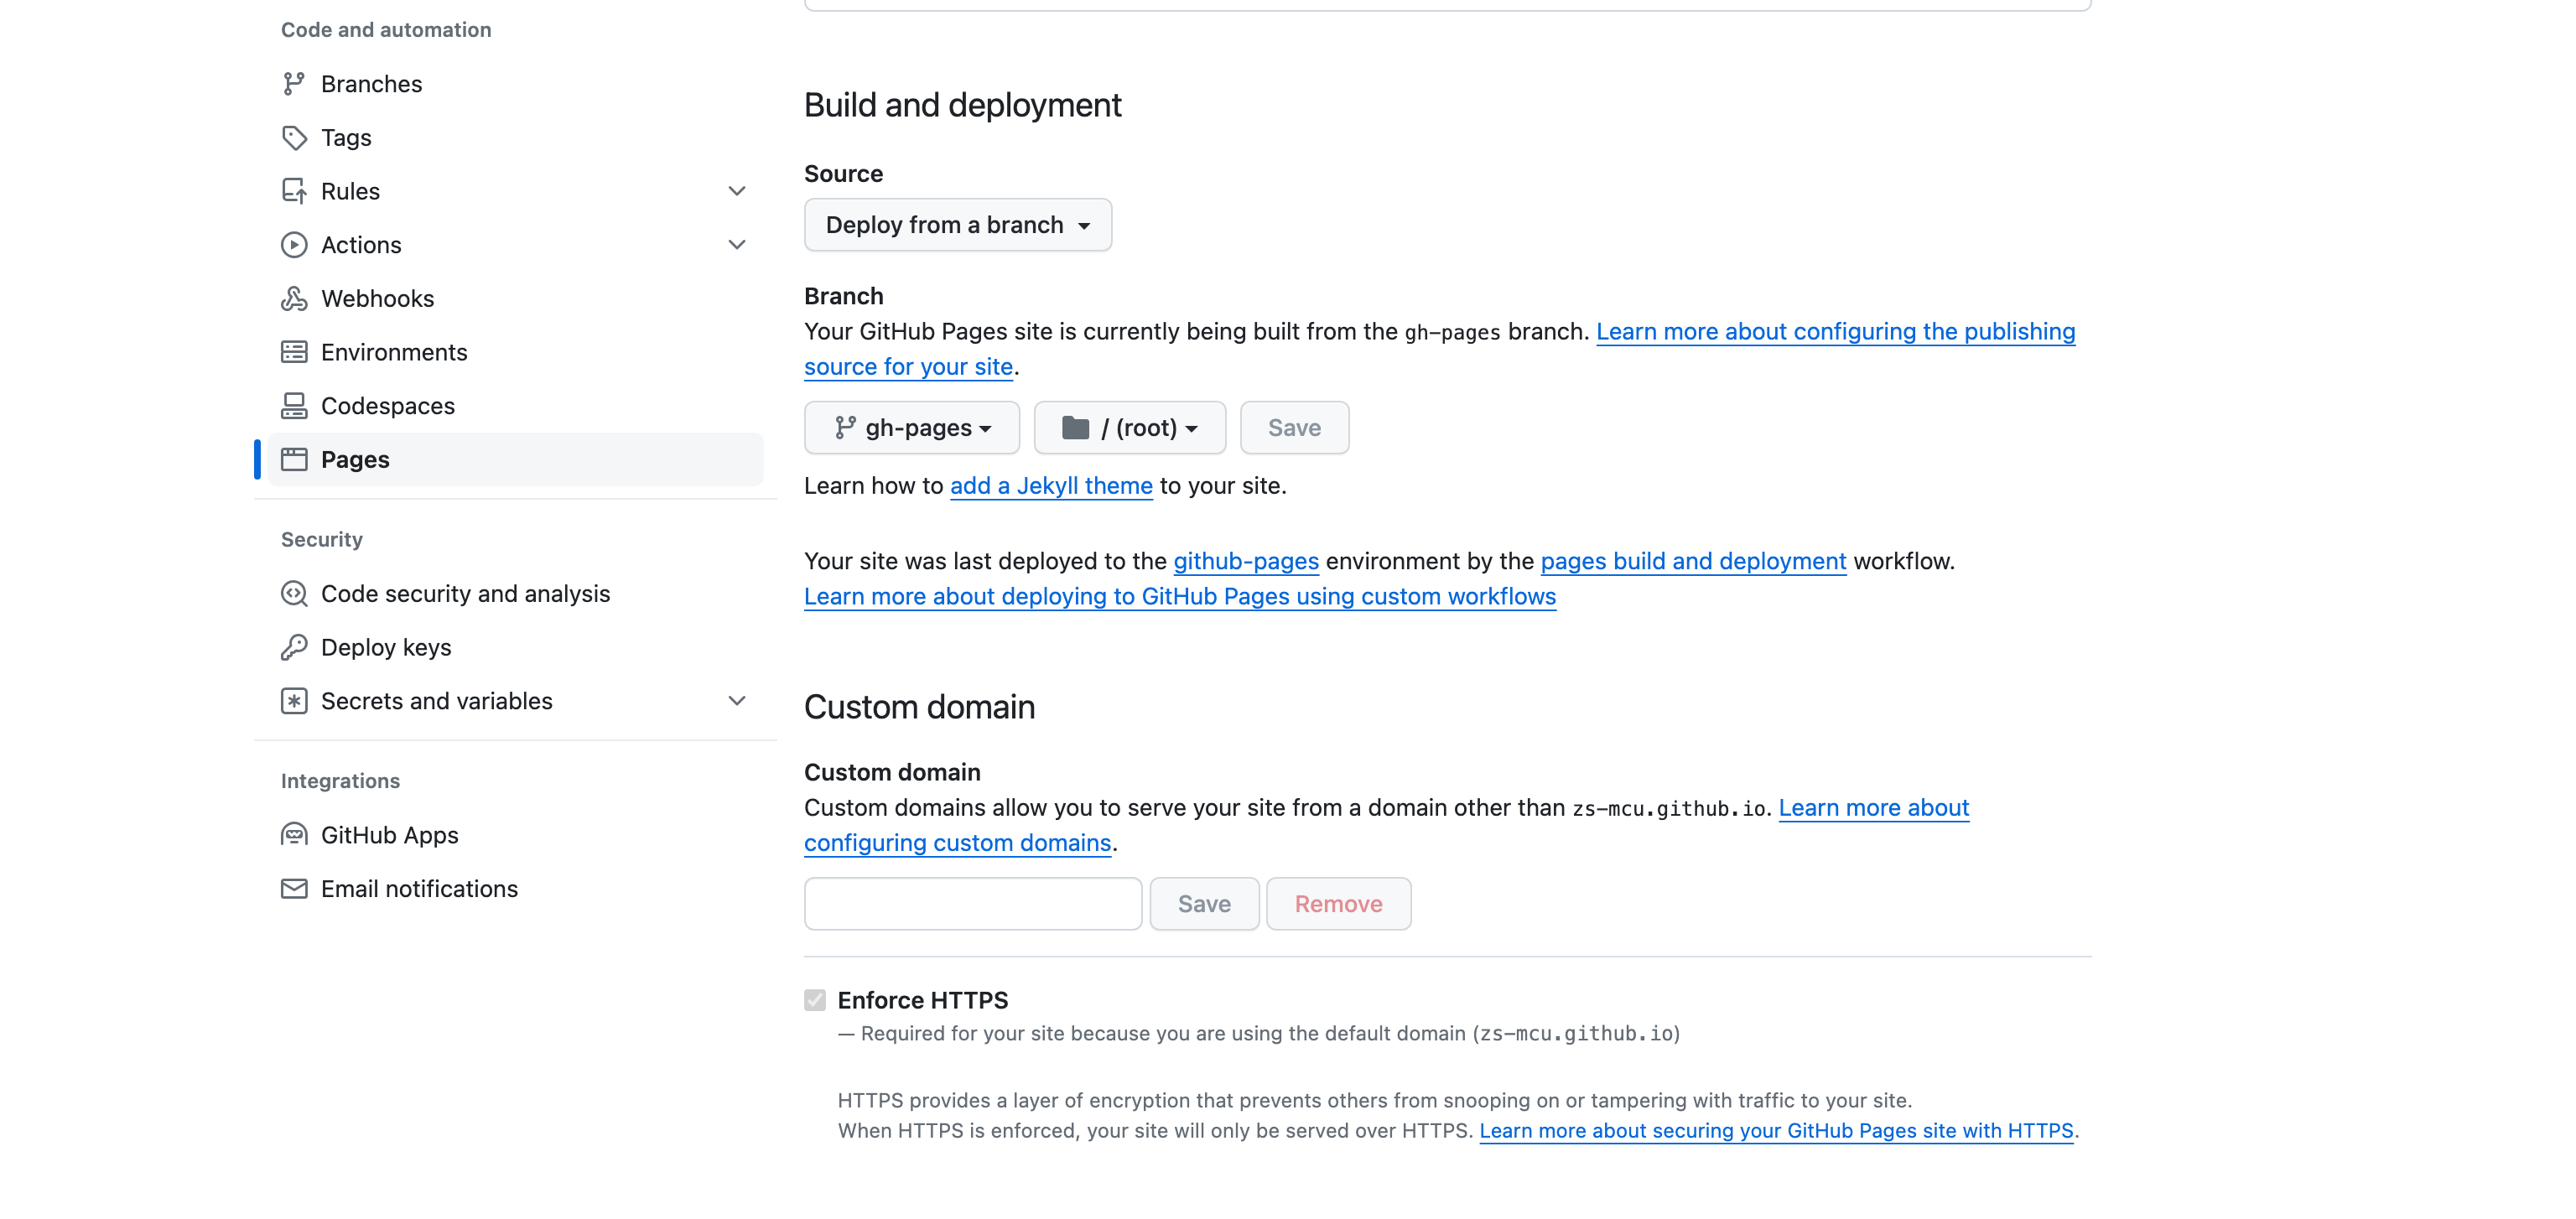 Code and automation
Branches
Tags
Rules
Actions
Webhooks
Environments
Codespaces
Pages
Security
Code security and analysis
Deploy keys
Secrets and variables
Integrations
GitHub Apps
Email notifications
Build and deployment
Source
Deploy from a branch
Branch
Your GitHub Pages site is currently being built from the gh-pages branch. Learn more about configuring the publishing
source for your site.
gh-pages / (root) Save
Learn how to add a Jekyll theme to your site.
Your site was last deployed to the github-pages environment by the pages build and deployment workflow.
Learn more about deploying to GitHub Pages using custom workflows
Custom domain
Custom domain
Custom domains allow you to serve your site from a domain other than zs-mcu.github.io. Learn more about
configuring custom domains.
Save Remove
Enforce HTTPS
— Required for your site because you are using the default domain (zs-mcu.github.io)
HTTPS provides a layer of encryption that prevents others from snooping on or tampering with traffic to your site.
When HTTPS is enforced, your site will only be served over HTTPS. Learn more about securing your GitHub Pages site with HTTPS.